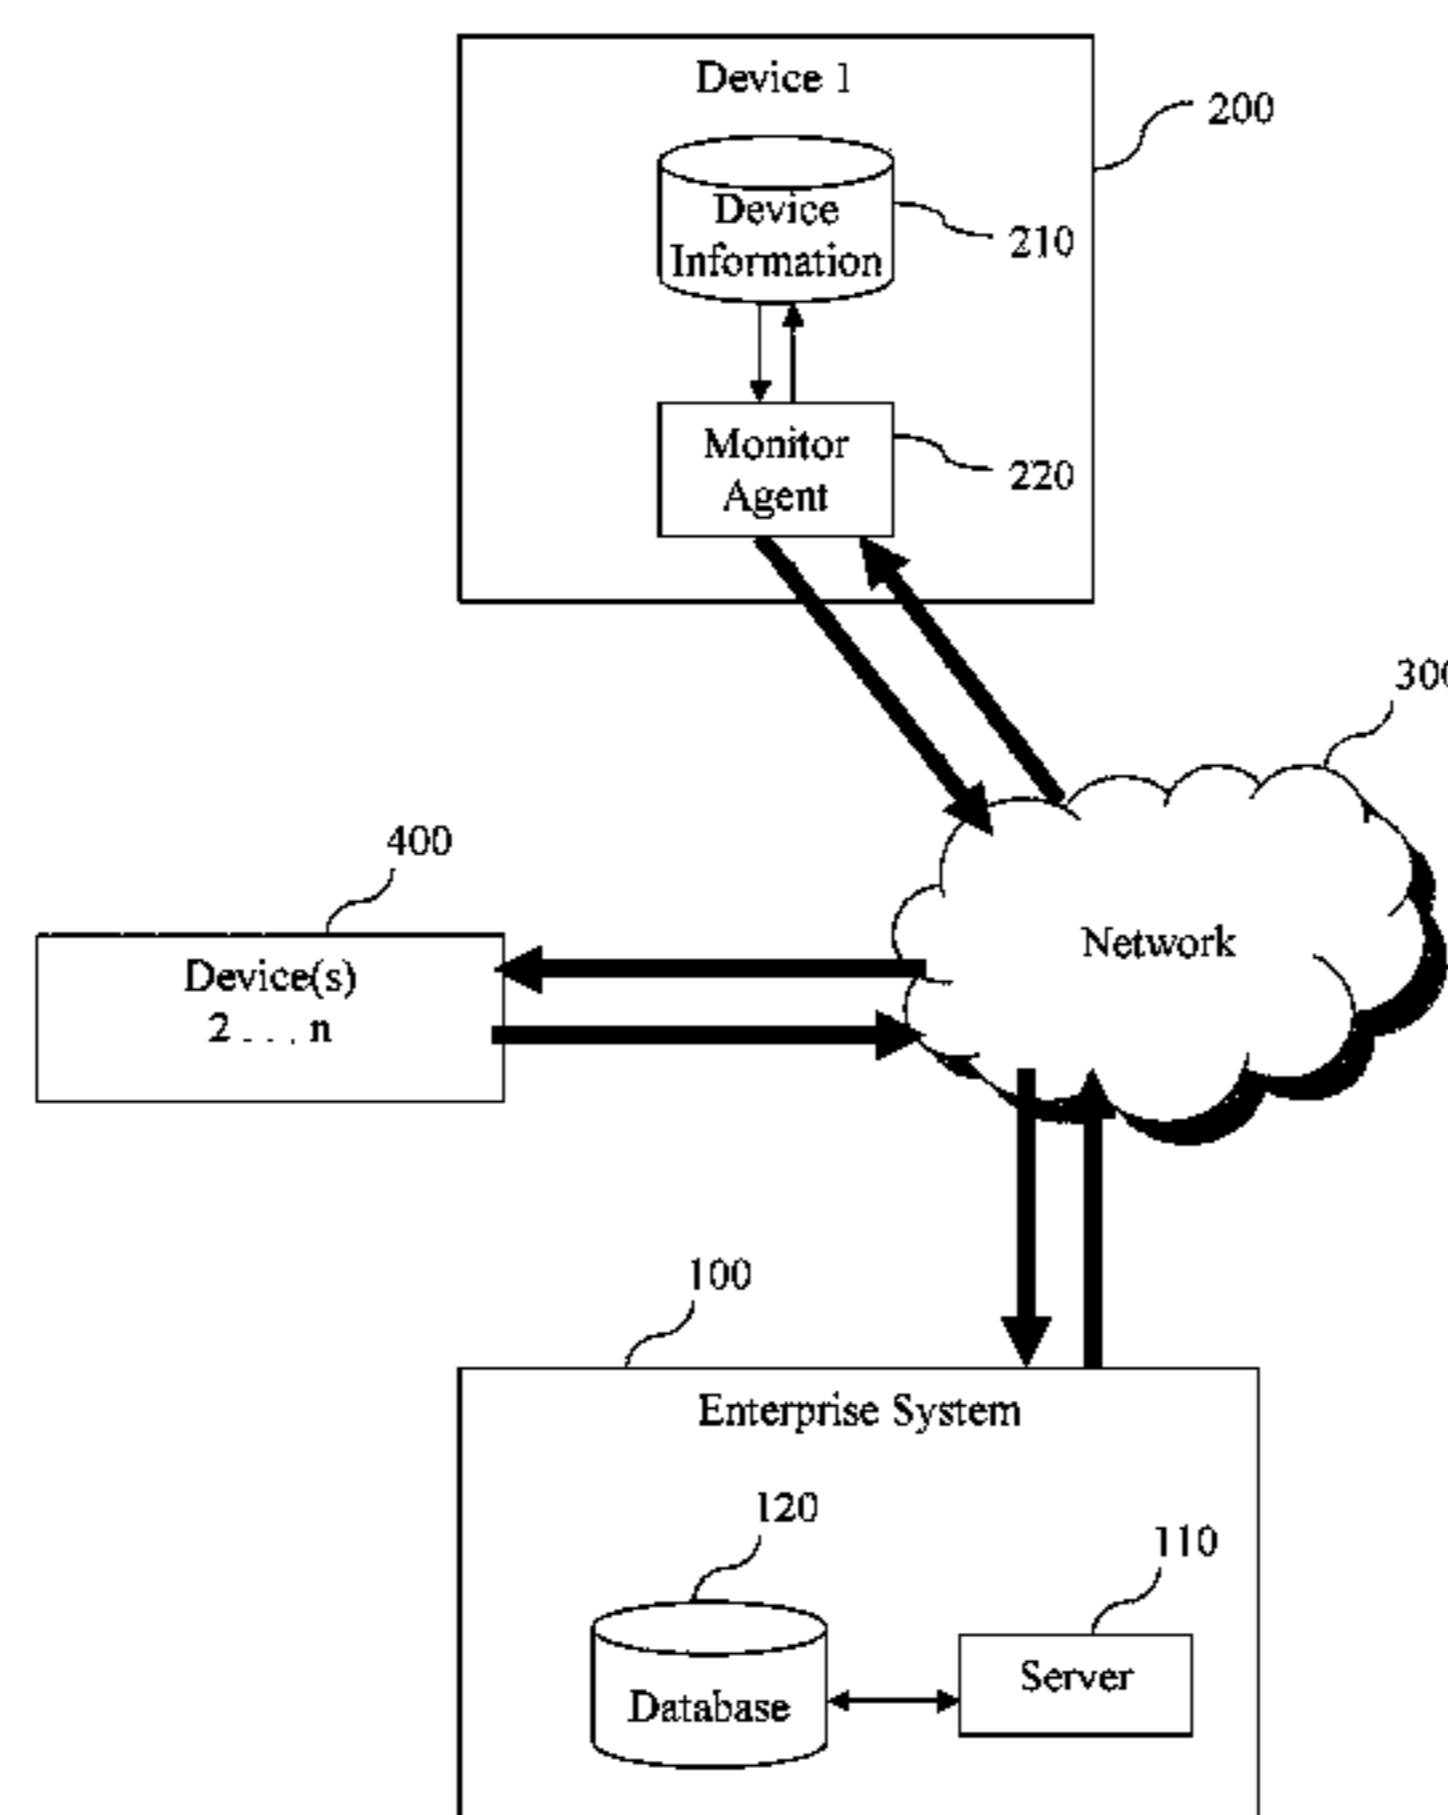 Device 1
200
Device
Information
210
Monitor
Agent
220
300
400
Device(s)
2 . . . n
Network
100
Enterprise System
120
110
Database
Server